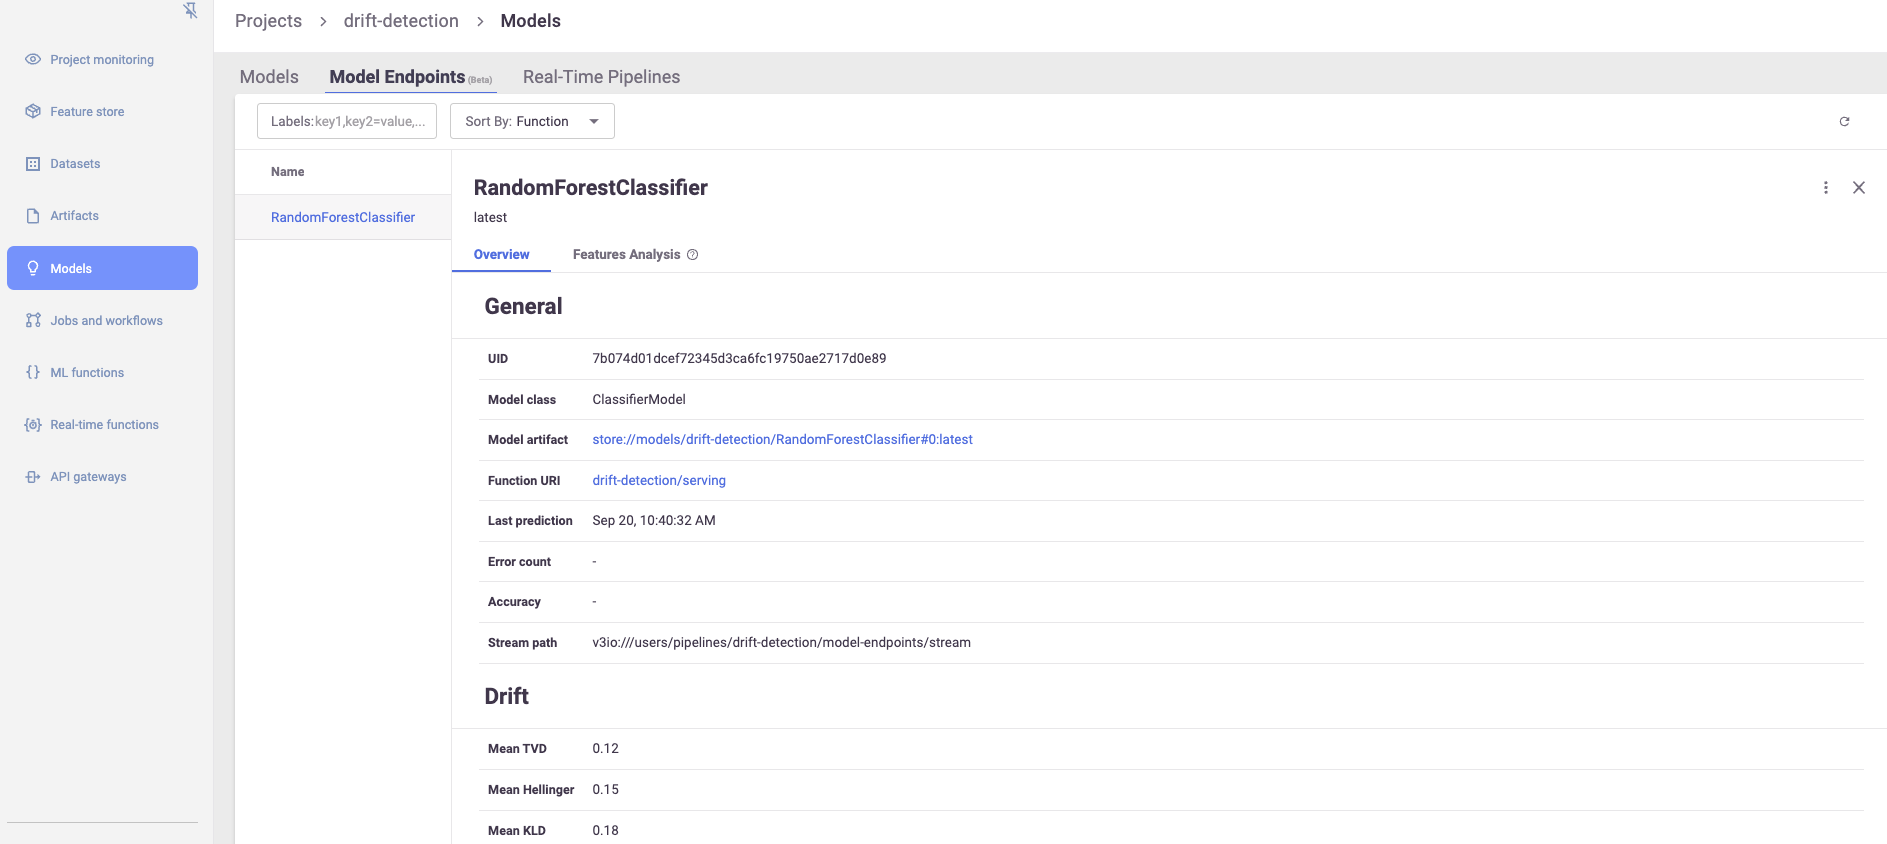 Projects > drift-detection > Models
Project monitoring
Feature store
Datasets
Artifacts
Models
Jobs and workflows
ML functions
Real-time functions
API gateways
Models Model Endpoints (Beta) Real-Time Pipelines
Labels:key1,key2=value,... Sort By: Function
Name
RandomForestClassifier
RandomForestClassifier
latest
Overview Features Analysis
General
UID 7b074d01dcef72345d3ca6fc19750ae2717d0e89
Model class ClassifierModel
Model artifact store://models/drift-detection/RandomForestClassifier#0:latest
Function URI drift-detection/serving
Last prediction Sep 20, 10:40:32 AM
Error count -
Accuracy -
Stream path v3io:///users/pipelines/drift-detection/model-endpoints/stream
Drift
Mean TVD 0.12
Mean Hellinger 0.15
Mean KLD 0.18